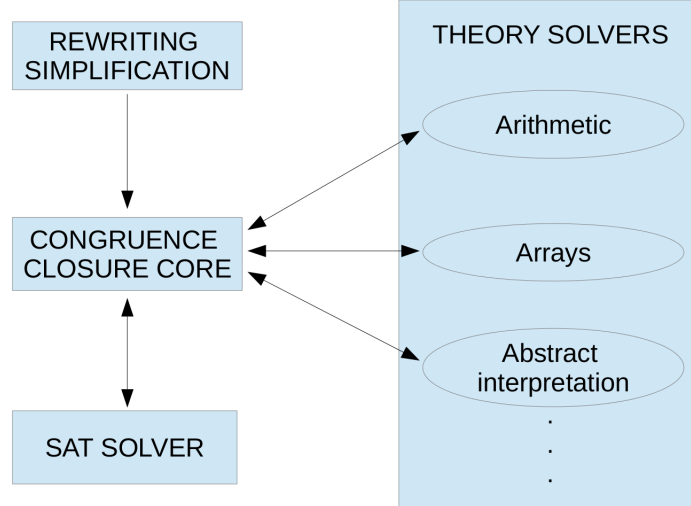 REWRITING
SIMPLIFICATION
CONGRUENCE
CLOSURE CORE
SAT SOLVER
THEORY SOLVERS
Arithmetic
Arrays
Abstract
interpretation
.
.
.